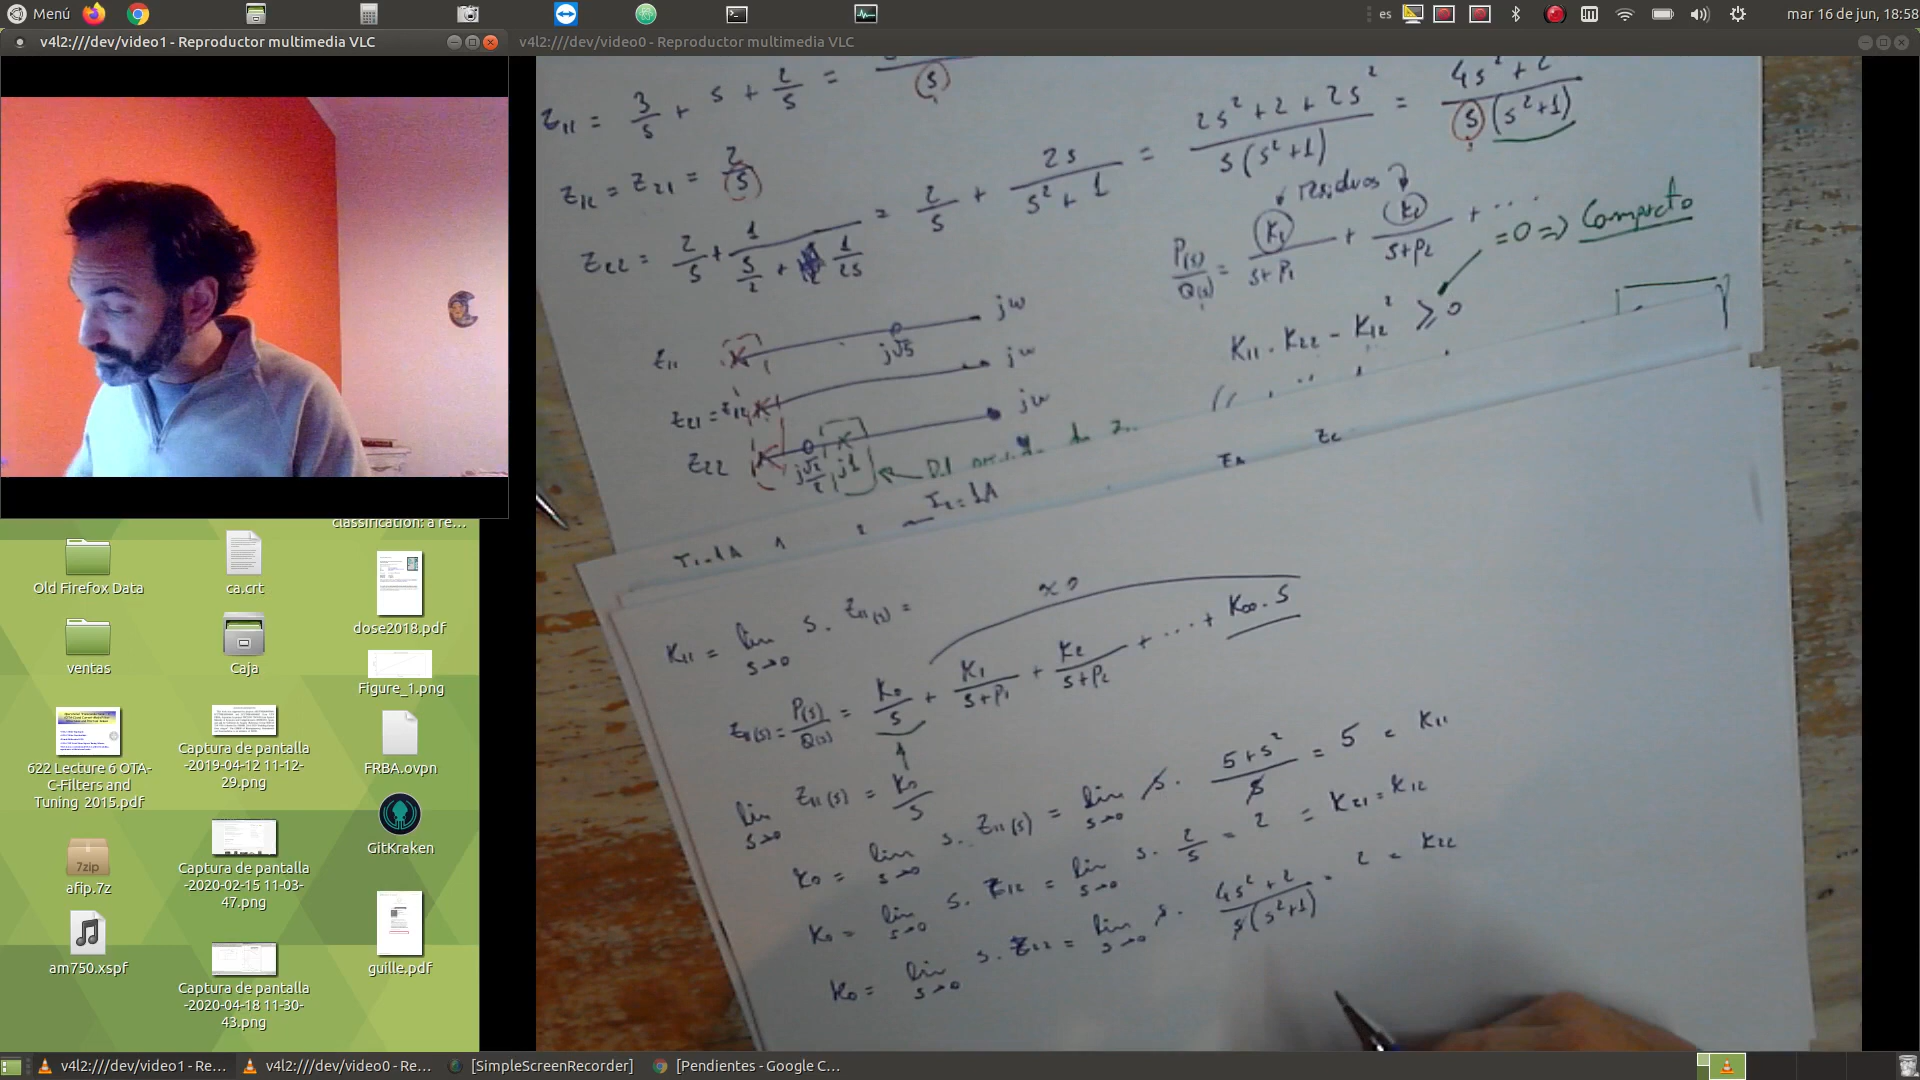 Menú
es
mar 16 de jun, 18:58
v4l2:///dev/video1 - Reproductor multimedia VLC
v4l2:///dev/video0 - Reproductor multimedia VLC
Z11 = 3/s + s + 2/s =
Z12 = Z21 = 2/s
Z22 = 2/s + 1/(s/2 + 1/2s) = 2/s + 2s/(s²+1) = (2s²+2+2s²)/(s(s²+1)) = (4s²+2)/(s(s²+1))
residuos
P(s)/Q(s) = K1/(s+P1) + K2/(s+P2) + ...
K11 . K22 - K12² ≥ 0
=0 => Compacto
Z11 j√5 jω
Z21 = Z12 jω
Z22 j√2/2 j1 jω
I2=1A
K11 = lim s→0 s. Z11(s) =
≈0
Z11(s) = P(s)/Q(s) = K0/s + K1/(s+P1) + K2/(s+P2) + ... + K∞.s
lim s→0 Z11(s) = K0/s
K0 = lim s→0 s. Z11(s) = lim s→0 s. (5+s²)/s = 5 = K11
K0 = lim s→0 s. Z12 = lim s→0 s. 2/s = 2 = K21 = K12
K0 = lim s→0 s. Z22 = lim s→0 s. (4s²+2)/(s(s²+1)) = 2 = K22
classification: a re...
Old Firefox Data
ca.crt
dose2018.pdf
ventas
Caja
Figure_1.png
622 Lecture 6 OTA-C-Filters and Tuning 2015.pdf
Captura de pantalla-2019-04-12 11-12-29.png
FRBA.ovpn
afip.7z
Captura de pantalla-2020-02-15 11-03-47.png
GitKraken
am750.xspf
Captura de pantalla-2020-04-18 11-30-43.png
guille.pdf
v4l2:///dev/video1 - Re...
v4l2:///dev/video0 - Re...
[SimpleScreenRecorder]
[Pendientes - Google C...